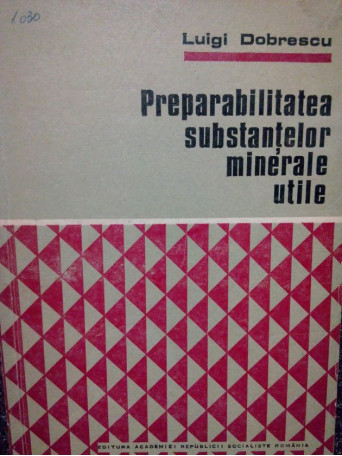 1030
Luigi Dobrescu
Preparabilitatea
substanțelor
minerale
utile
EDITURA ACADEMIEI REPUBLICII SOCIALISTE ROMÂNIA